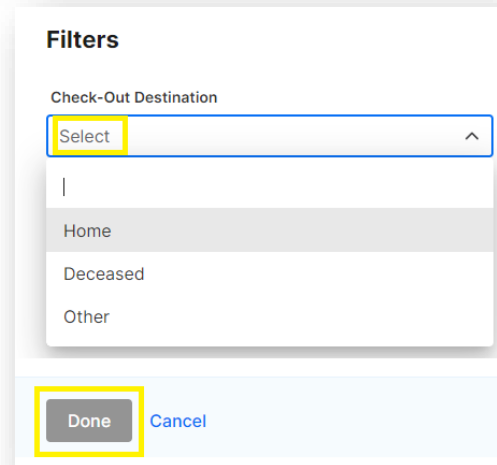 Filters
Check-Out Destination
Select
Home
Deceased
Other
Done Cancel